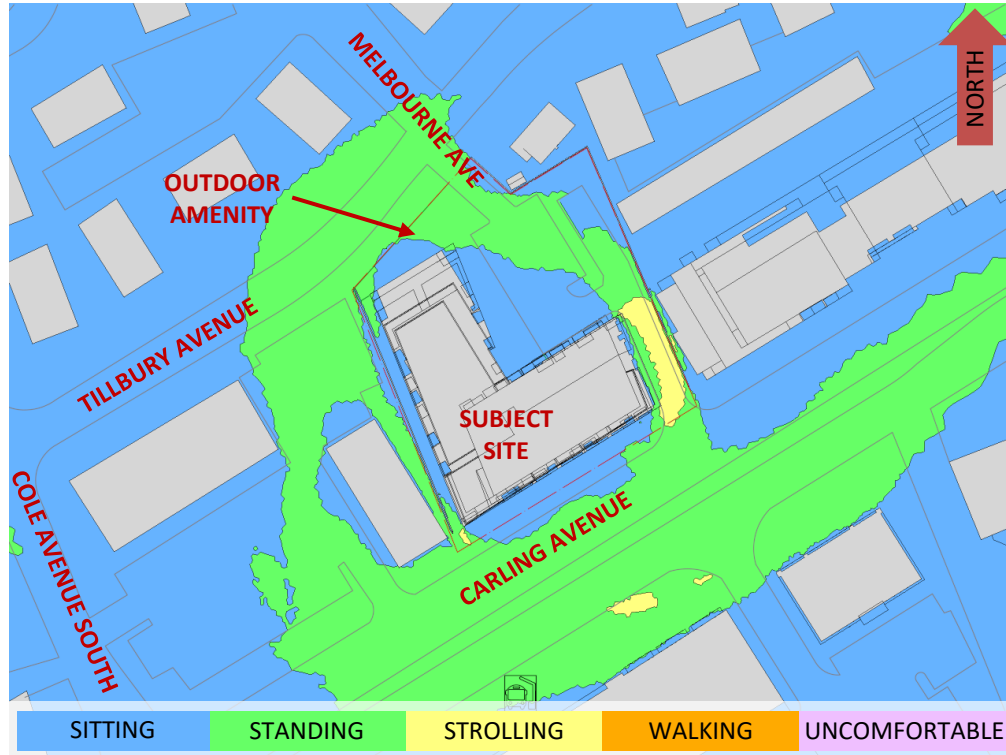 MELBOURNE AVE
NORTH
OUTDOOR
AMENITY
TILLBURY AVENUE
SUBJECT
SITE
COLE AVENUE SOUTH
CARLING AVENUE
SITTING
STANDING
STROLLING
WALKING
UNCOMFORTABLE